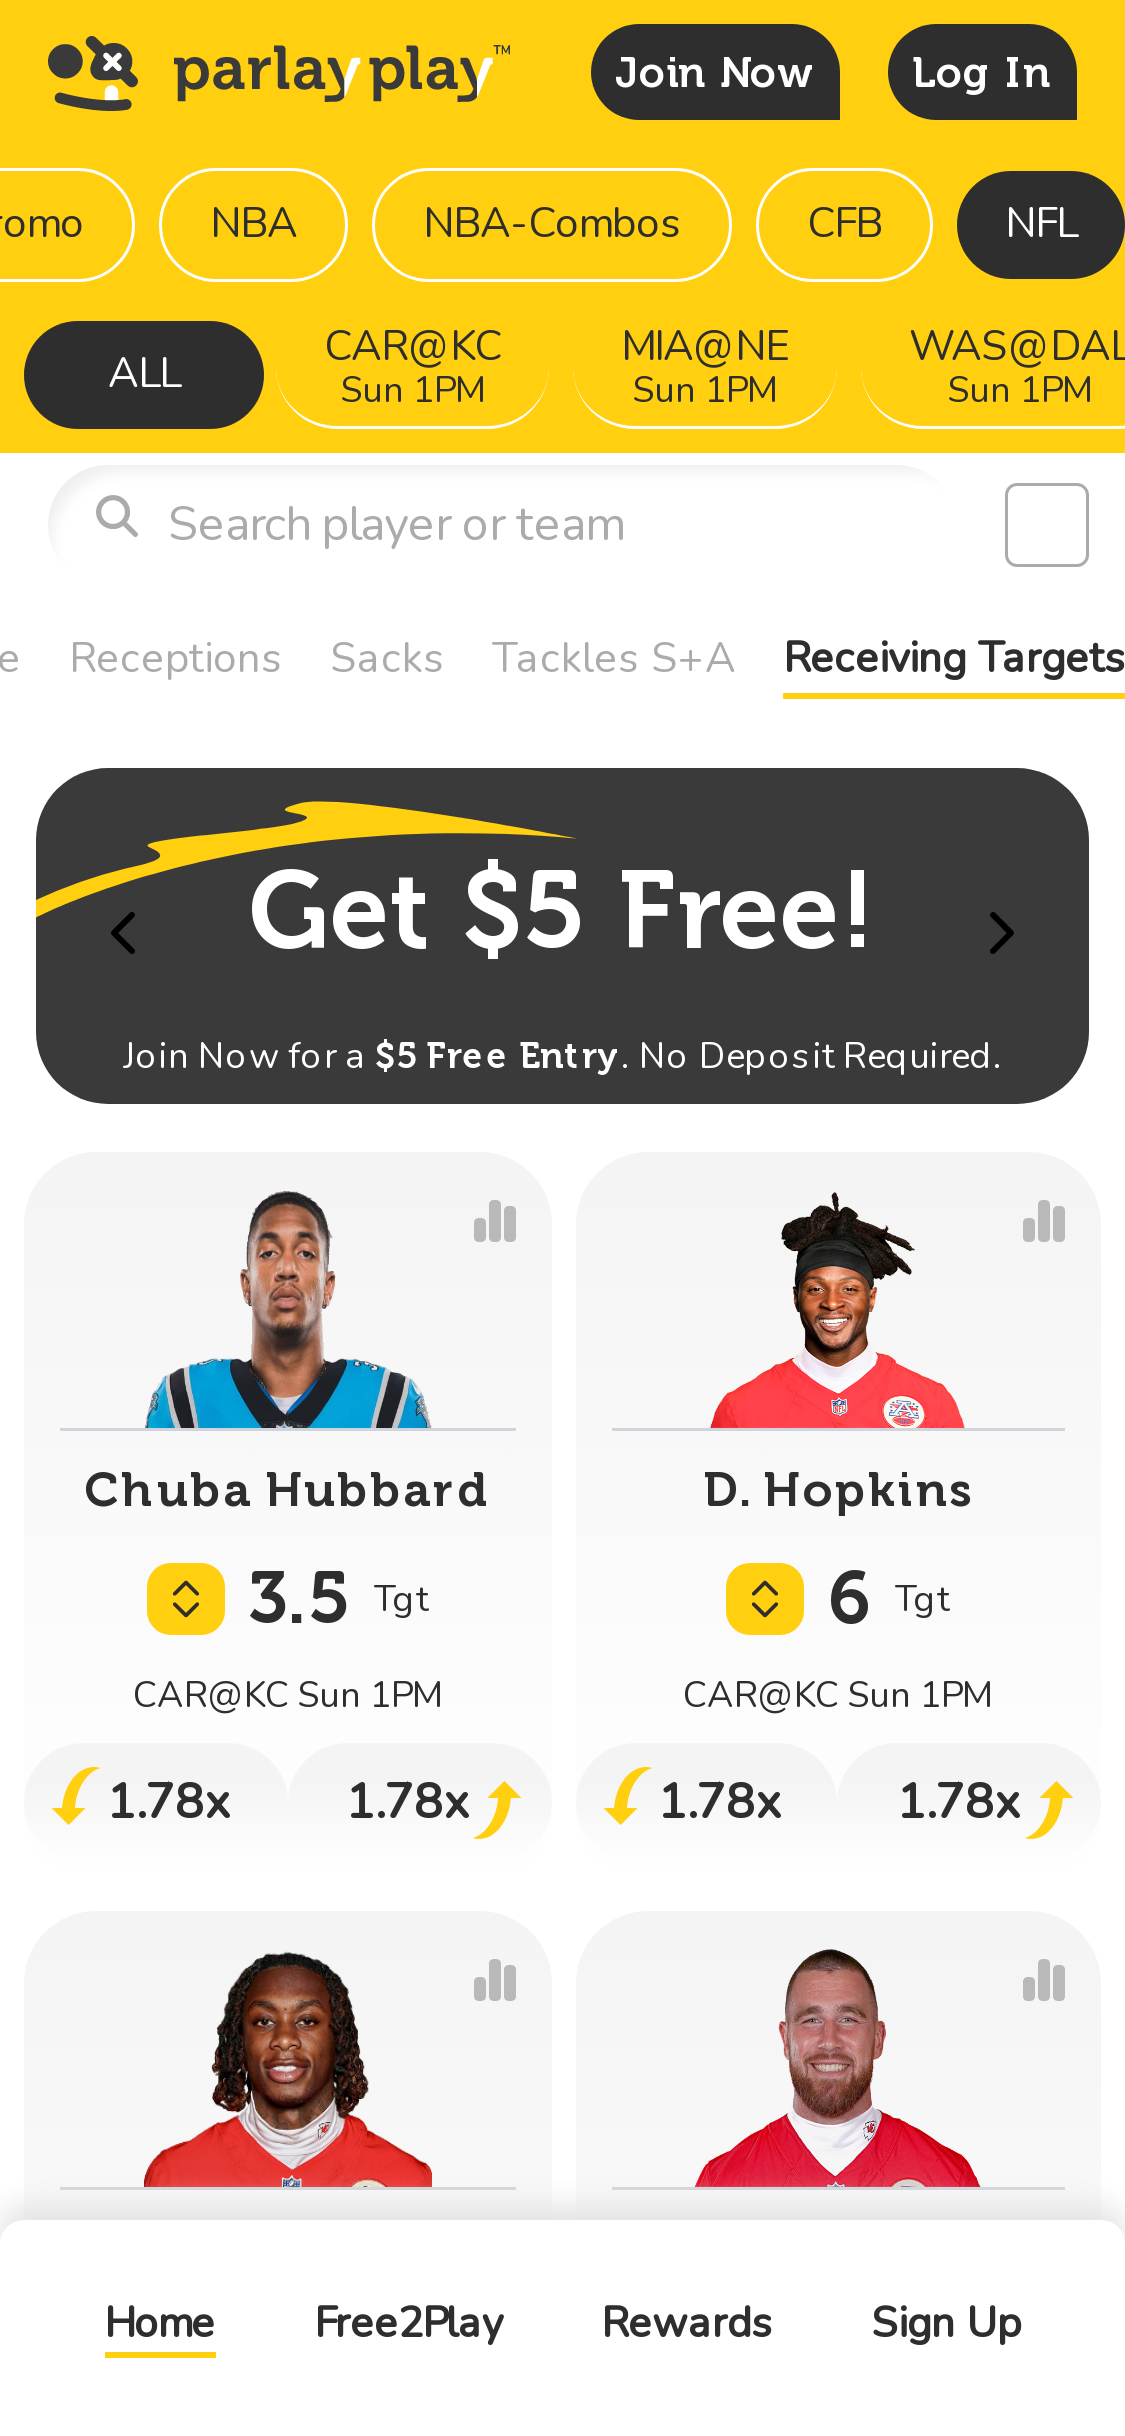 parlay play™
Join Now
Log In
romo
NBA
NBA-Combos
CFB
NFL
ALL
CAR@KC
Sun 1PM
MIA@NE
Sun 1PM
WAS@DAL
Sun 1PM
Search player or team
e
Receptions
Sacks
Tackles S+A
Receiving Targets
Get $5 Free!
Join Now for a $5 Free Entry. No Deposit Required.
Chuba Hubbard
3.5 Tgt
CAR@KC Sun 1PM
1.78x
1.78x
D. Hopkins
6 Tgt
CAR@KC Sun 1PM
1.78x
1.78x
Home
Free2Play
Rewards
Sign Up